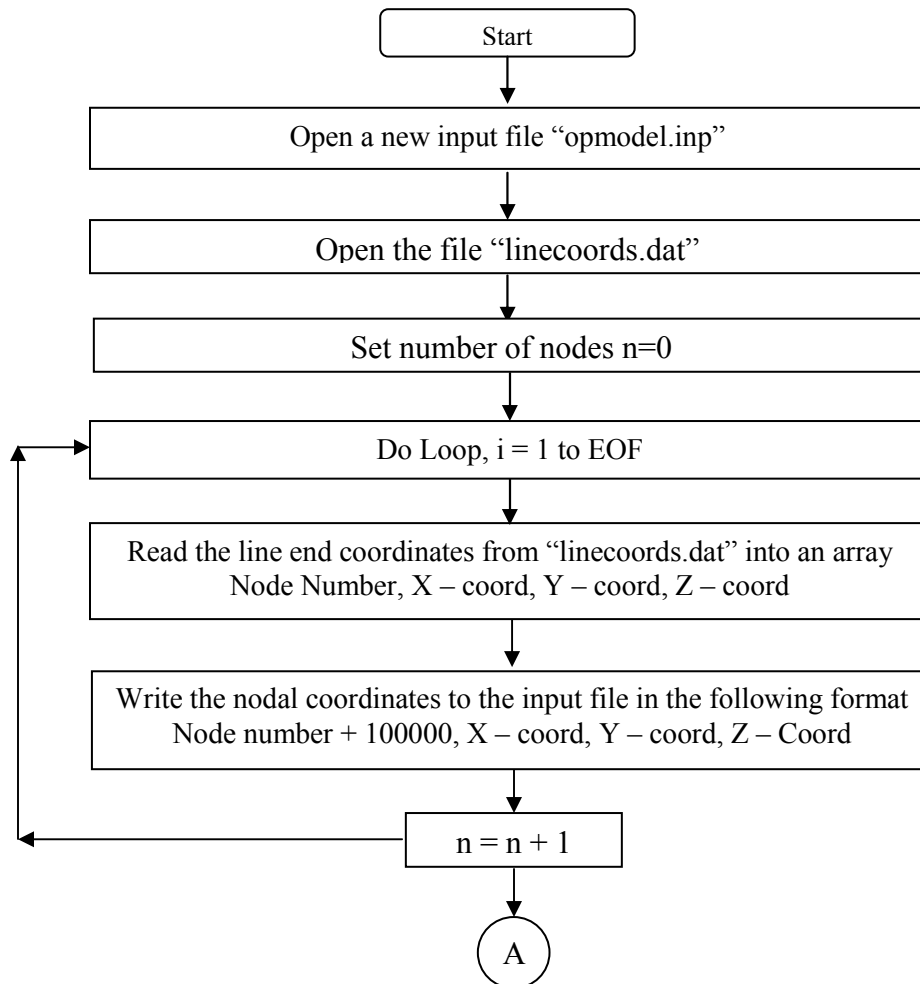 Start
Open a new input file “opmodel.inp”
Open the file “linecoords.dat”
Set number of nodes n=0
Do Loop, i = 1 to EOF
Read the line end coordinates from “linecoords.dat” into an array
Node Number, X – coord, Y – coord, Z – coord
Write the nodal coordinates to the input file in the following format
Node number + 100000, X – coord, Y – coord, Z – Coord
n = n + 1
A